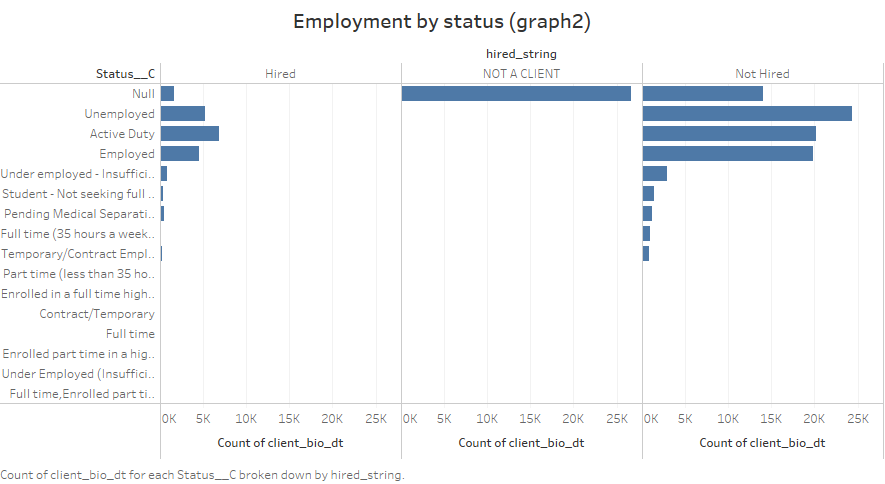 Employment by status (graph2)
hired_string
Status__C Hired NOT A CLIENT Not Hired
Null
Unemployed
Active Duty
Employed
Under employed - Insuffici..
Student - Not seeking full ..
Pending Medical Separati..
Full time (35 hours a week..
Temporary/Contract Empl..
Part time (less than 35 ho..
Enrolled in a full time high..
Contract/Temporary
Full time
Enrolled part time in a hig..
Under Employed (Insuffici..
Full time,Enrolled part ti..
0K 5K 10K 15K 20K 25K 0K 5K 10K 15K 20K 25K 0K 5K 10K 15K 20K 25K
Count of client_bio_dt Count of client_bio_dt Count of client_bio_dt
Count of client_bio_dt for each Status__C broken down by hired_string.